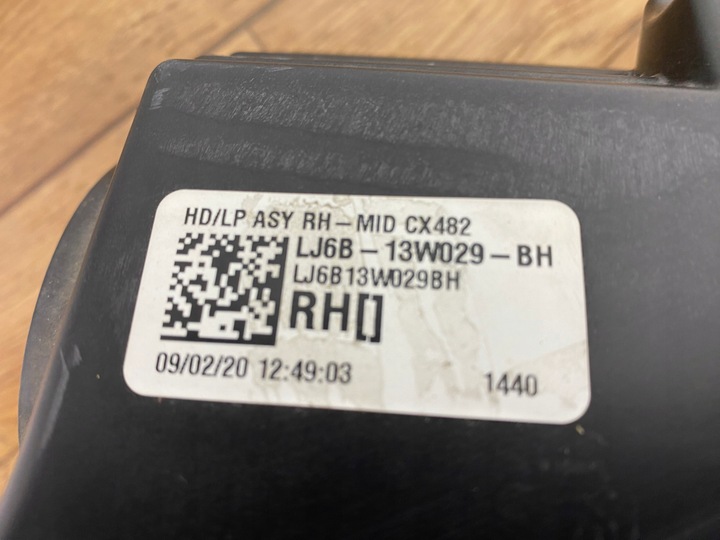 HD/LP ASY RH-MID CX482
LJ6B-13W029-BH
LJ6B13W029BH
RH[]
09/02/20 12:49:03
1440